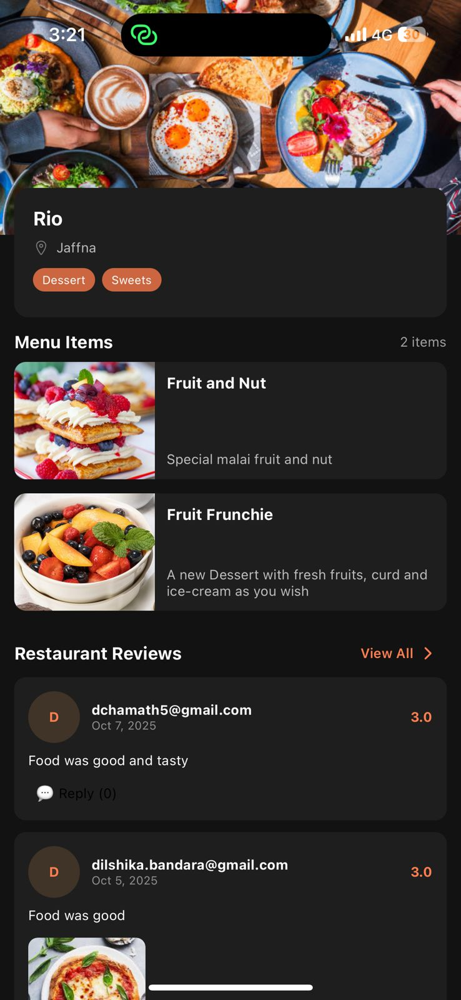 3:21
4G
30
Rio
Jaffna
Dessert
Sweets
Menu Items
2 items
Fruit and Nut
Special malai fruit and nut
Fruit Frunchie
A new Dessert with fresh fruits, curd and
ice-cream as you wish
Restaurant Reviews
View All
D
dchamath5@gmail.com
3.0
Oct 7, 2025
Food was good and tasty
💬 Reply (0)
D
dilshika.bandara@gmail.com
3.0
Oct 5, 2025
Food was good